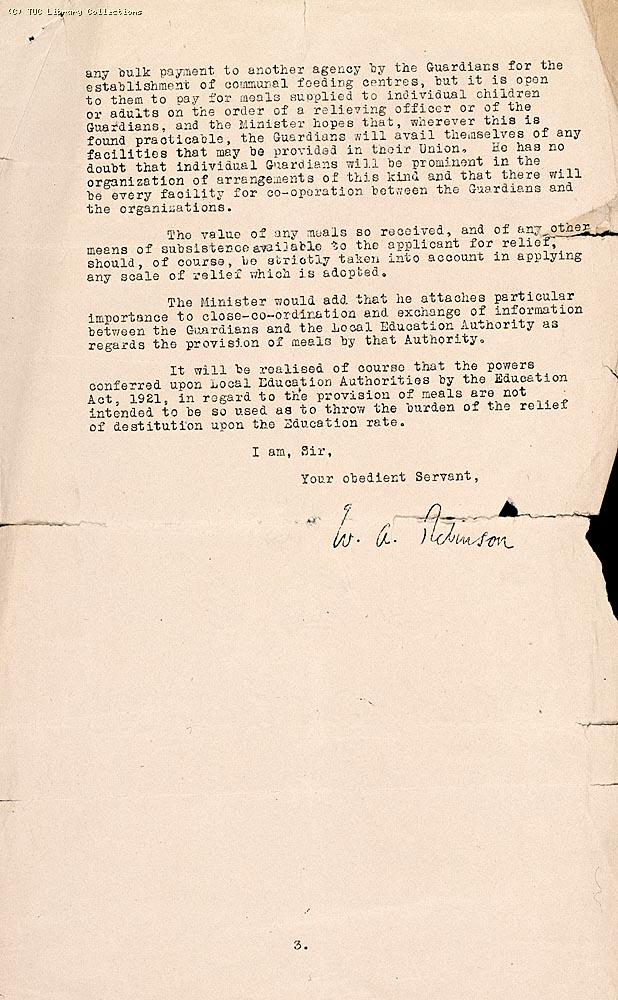 (C) TUC Library Collections
any bulk payment to another agency by the Guardians for the
establishment of communal feeding centres, but it is open
to them to pay for meals supplied to individual children
or adults on the order of a relieving officer or of the
Guardians, and the Minister hopes that, wherever this is
found practicable, the Guardians will avail themselves of any
facilities that may be provided in their Union. He has no
doubt that individual Guardians will be prominent in the
organization of arrangements of this kind and that there will
be every facility for co-operation between the Guardians and
the organizations.
The value of any meals so received, and of any other
means of subsistence available to the applicant for relief,
should, of course, be strictly taken into account in applying
any scale of relief which is adopted.
The Minister would add that he attaches particular
importance to close-co-ordination and exchange of information
between the Guardians and the Local Education Authority as
regards the provision of meals by that Authority.
It will be realised of course that the powers
conferred upon Local Education Authorities by the Education
Act, 1921, in regard to the provision of meals are not
intended to be so used as to throw the burden of the relief
of destitution upon the Education rate.
I am, Sir,
Your obedient Servant,
W. A. Robinson
3.